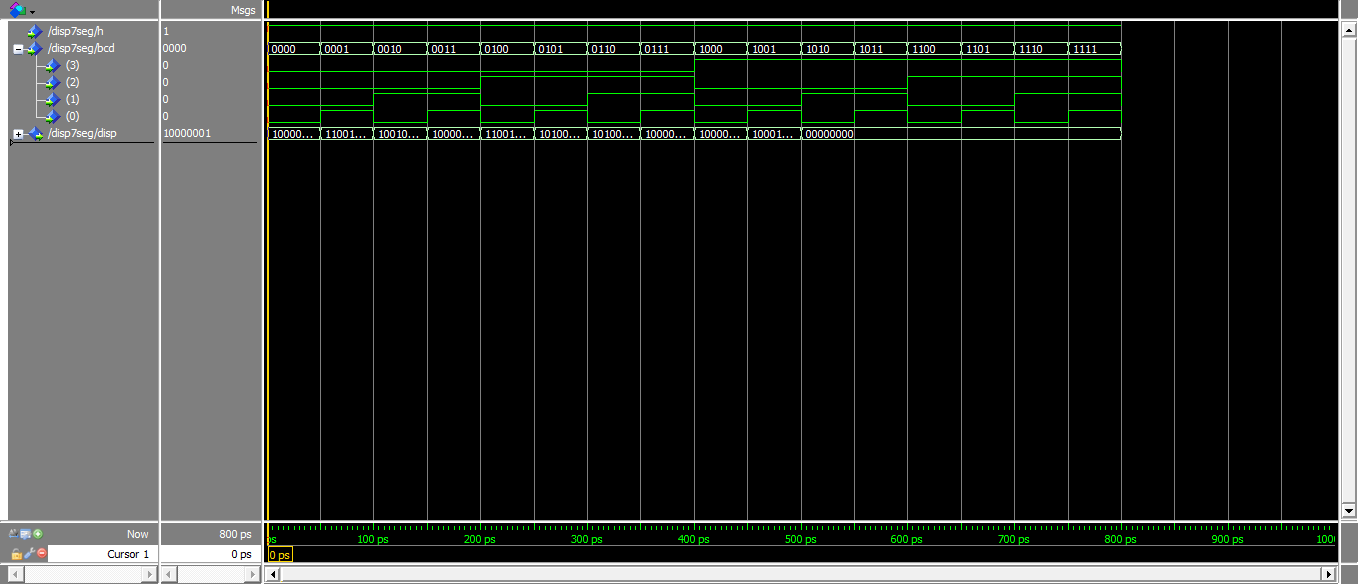 Msgs
/disp7seg/h 1
/disp7seg/bcd 0000 0000 0001 0010 0011 0100 0101 0110 0111 1000 1001 1010 1011 1100 1101 1110 1111
(3) 0
(2) 0
(1) 0
(0) 0
/disp7seg/disp 10000001 10000... 11001... 10010... 10000... 11001... 10100... 10100... 10000... 10000... 10001... 00000000
Now 800 ps ps 100 ps 200 ps 300 ps 400 ps 500 ps 600 ps 700 ps 800 ps 900 ps 1000
Cursor 1 0 ps 0 ps